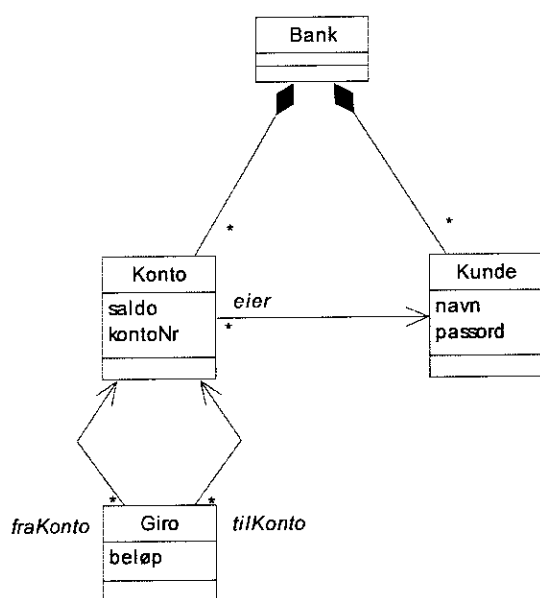 Bank
*
*
Konto
saldo
kontoNr
eier
*
Kunde
navn
passord
*
*
fraKonto
Giro
tilKonto
beløp